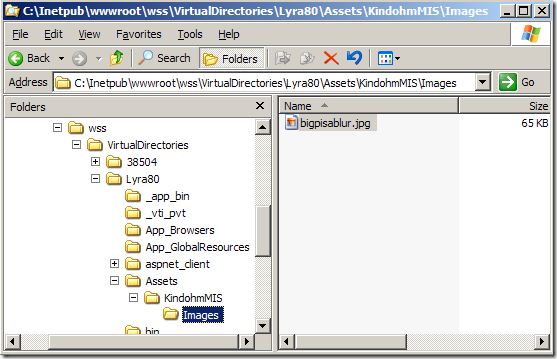 C:\Inetpub\wwwroot\wss\VirtualDirectories\Lyra80\Assets\KindohmMIS\Images
File Edit View Favorites Tools Help
Back Search Folders
Address C:\Inetpub\wwwroot\wss\VirtualDirectories\Lyra80\Assets\KindohmMIS\Images Go
Folders
Name Size
wss
VirtualDirectories
38504
Lyra80
_app_bin
_vti_pvt
App_Browsers
App_GlobalResources
aspnet_client
Assets
KindohmMIS
Images
bin
bigpisablur.jpg 65 KB